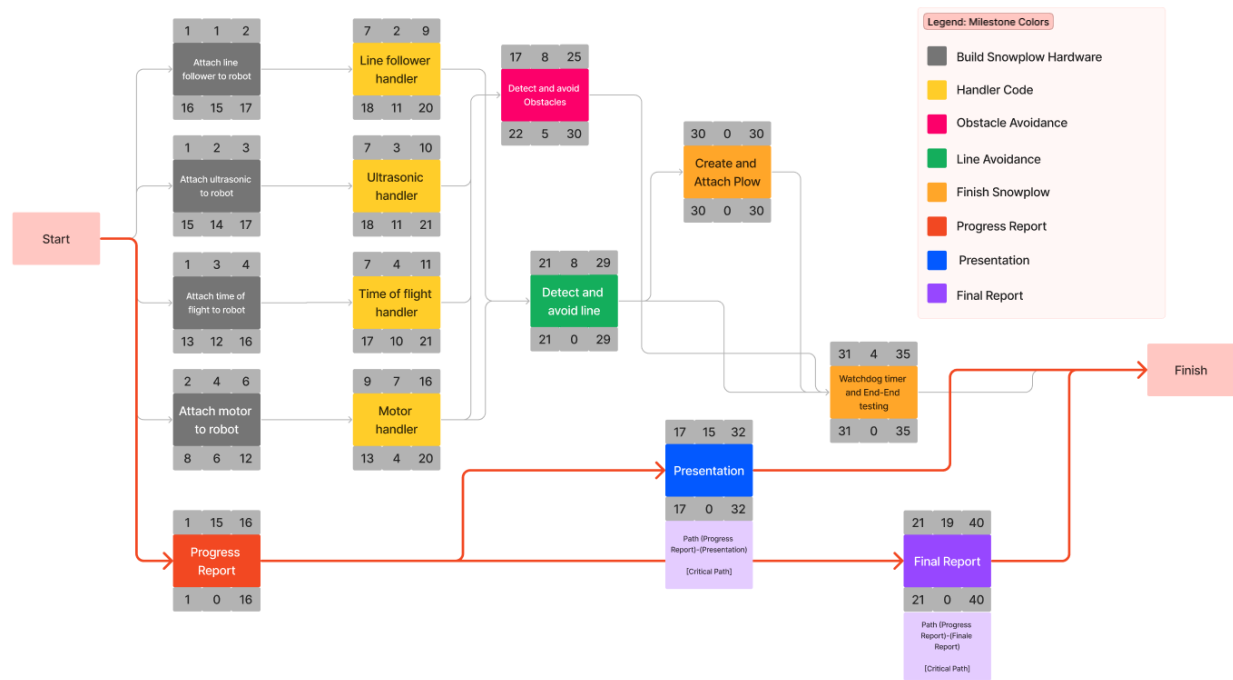 Legend: Milestone Colors
Build Snowplow Hardware
Handler Code
Obstacle Avoidance
Line Avoidance
Finish Snowplow
Progress Report
Presentation
Final Report
Start
1 1 2
Attach line
follower to robot
16 15 17
7 2 9
Line follower
handler
18 11 20
17 8 25
Detect and avoid
Obstacles
22 5 30
1 2 3
Attach ultrasonic
to robot
15 14 17
7 3 10
Ultrasonic
handler
18 11 21
30 0 30
Create and
Attach Plow
30 0 30
1 3 4
Attach time of
flight to robot
13 12 16
7 4 11
Time of flight
handler
17 10 21
21 8 29
Detect and
avoid line
21 0 29
2 4 6
Attach motor
to robot
8 6 12
9 7 16
Motor
handler
13 4 20
31 4 35
Watchdog timer
and End-End
testing
31 0 35
Finish
1 15 16
Progress
Report
1 0 16
17 15 32
Presentation
17 0 32
Path (Progress
Report)-(Presentation)
[Critical Path]
21 19 40
Final Report
21 0 40
Path (Progress
Report)-(Finale
Report)
[Critical Path]